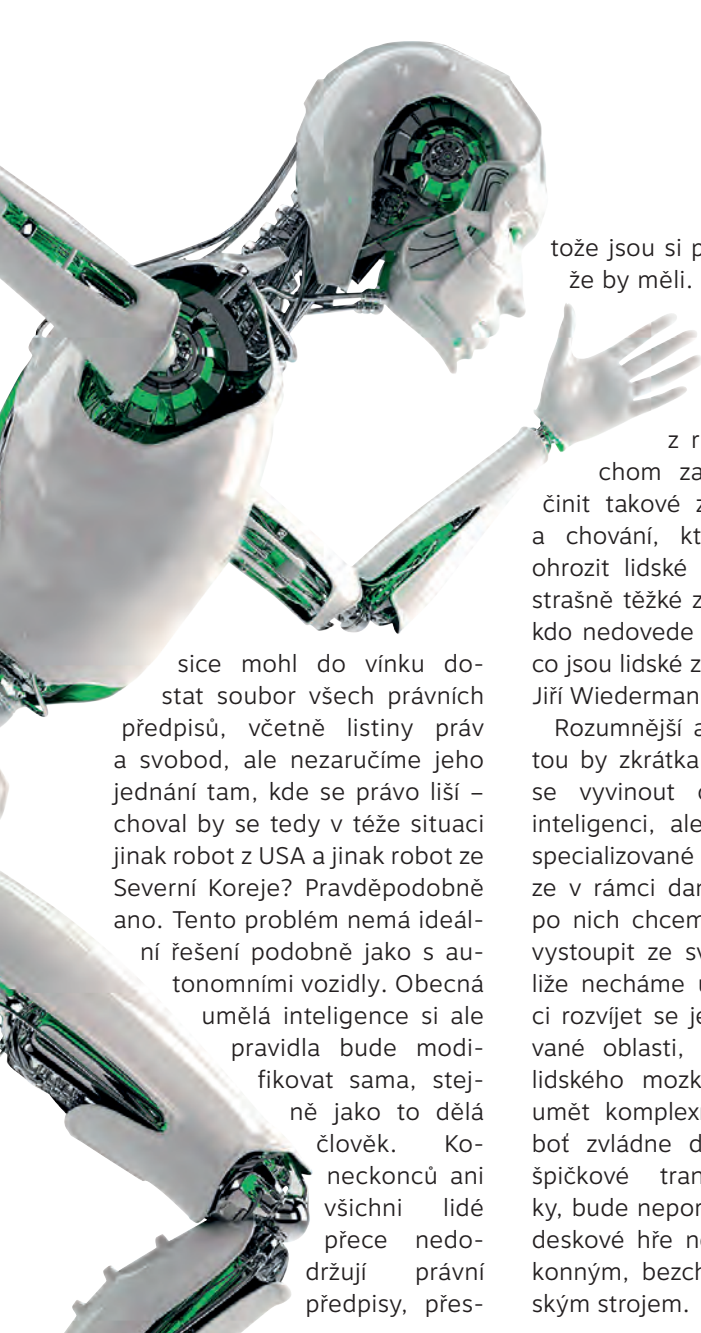 sice mohl do vínku do-
stat soubor všech právních
předpisů, včetně listiny práv
a svobod, ale nezaručíme jeho
jednání tam, kde se právo liší –
choval by se tedy v téže situaci
jinak robot z USA a jinak robot ze
Severní Koreje? Pravděpodobně
ano. Tento problém nemá ideál-
ní řešení podobně jako s au-
tonomními vozidly. Obecná
umělá inteligence si ale
pravidla bude modi-
fikovat sama, stej-
ně jako to dělá
člověk. Ko-
neckonců ani
všichni lidé
přece nedo-
držují právní
předpisy, přes-
tože jsou si p
že by měli.
z r
chom za
činit takové z
a chování, kt
ohrozit lidské
strašně těžké z
kdo nedovede
co jsou lidské z
Jiří Wiederman
Rozumnější a
tou by zkrátka
se vyvinout
inteligenci, ale
specializované
ze v rámci dar
po nich chcem
vystoupit ze sv
liže necháme u
ci rozvíjet se je
vané oblasti,
lidského mozk
umět komplex
boť zvládne d
špičkové tran
ky, bude nepor
deskové hře ne
konným, bezch
ským strojem.